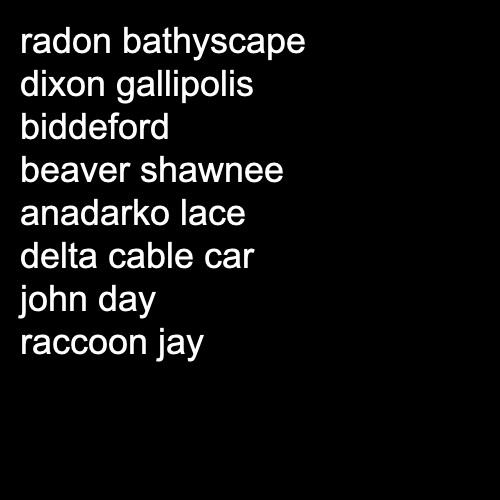 radon bathyscape
dixon gallipolis
biddeford
beaver shawnee
anadarko lace
delta cable car
john day
raccoon jay